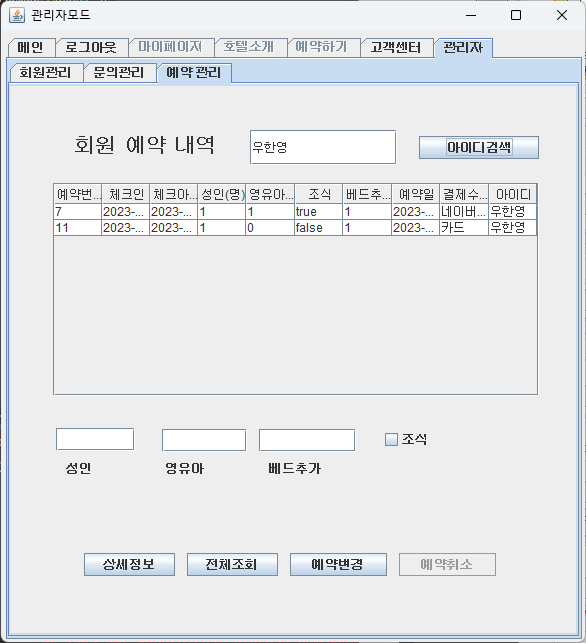 관리자모드
메인 로그아웃 마이페이지 호텔소개 예약하기 고객센터 관리자
회원관리 문의관리 예약관리
회원 예약 내역 우한영 아이디검색
예약번... 체크인 체크아... 성인(명) 영유아... 조식 베드추... 예약일 결제수... 아이디
7 2023-... 2023-... 1 1 true 1 2023-... 네이버... 우한영
11 2023-... 2023-... 1 0 false 1 2023-... 카드 우한영
조식
성인 영유아 베드추가
상세정보 전체조회 예약변경 예약취소